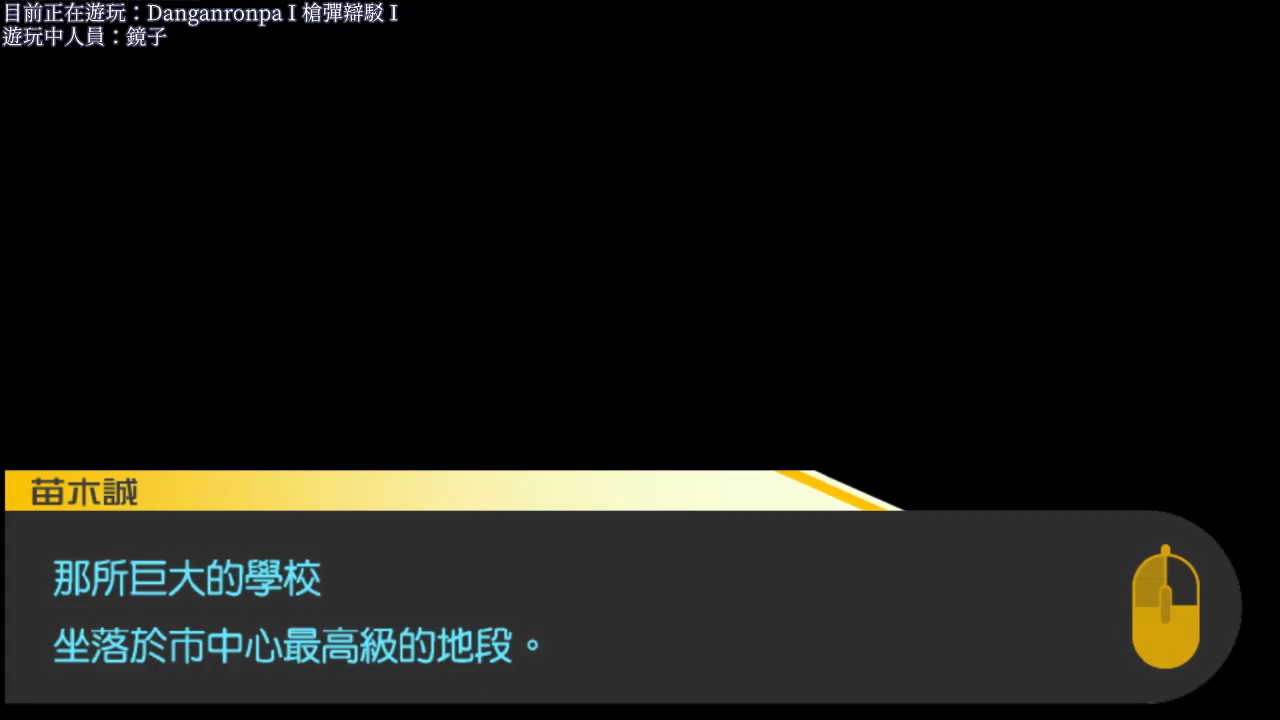 目前正在遊玩：Danganronpa I 槍彈辯駁 I
遊玩中人員：鏡子
苗木誠
那所巨大的學校
坐落於市中心最高級的地段。